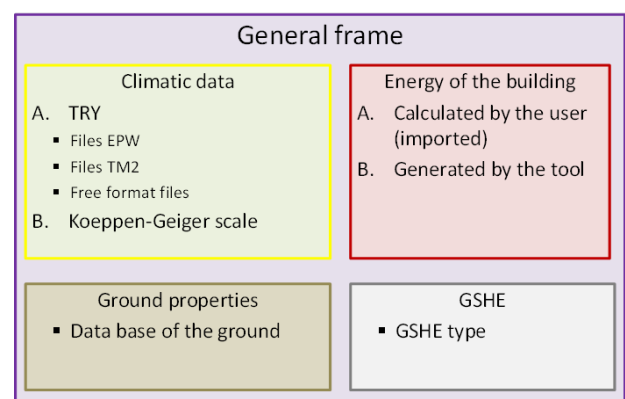 General frame
Climatic data
A. TRY
▪ Files EPW
▪ Files TM2
▪ Free format files
B. Koeppen-Geiger scale
Energy of the building
A. Calculated by the user
(imported)
B. Generated by the tool
Ground properties
▪ Data base of the ground
GSHE
▪ GSHE type